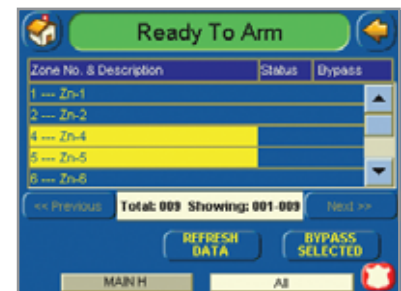 Ready To Arm
Zone No. & Description Status Bypass
1 --- Zn-1
2 --- Zn-2
4 --- Zn-4
5 --- Zn-5
6 --- Zn-6
<< Previous Total: 009 Showing: 001-009 Next >>
REFRESH DATA BYPASS SELECTED
MAIN H All